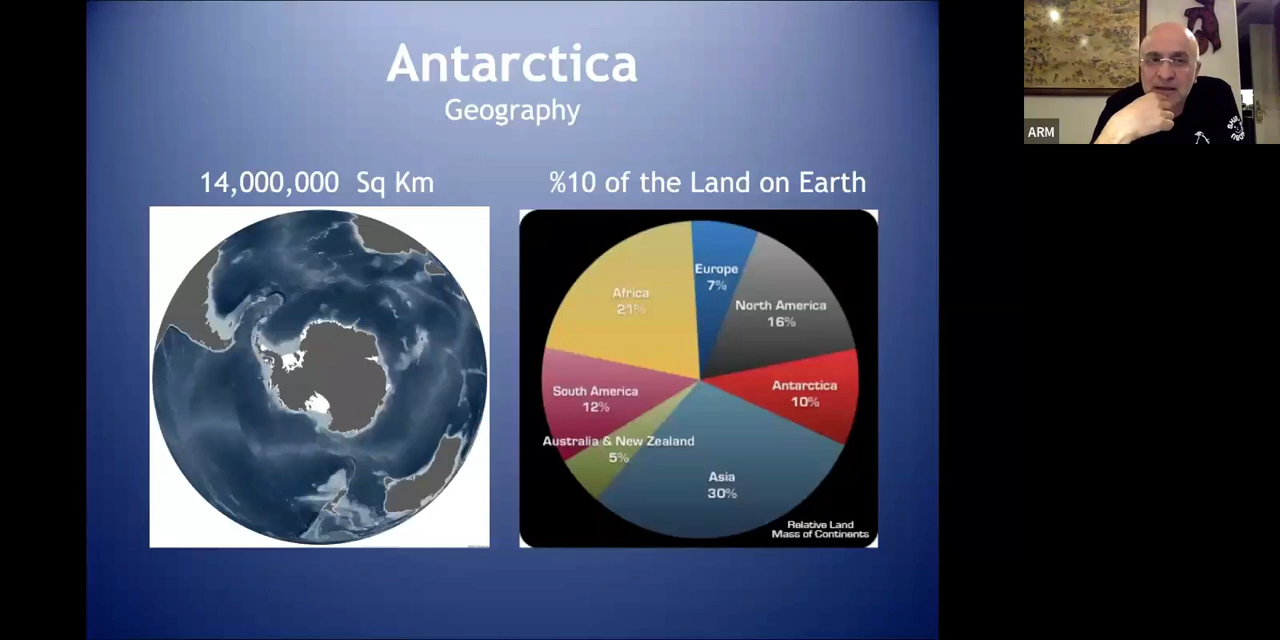 Antarctica
Geography
14,000,000 Sq Km
%10 of the Land on Earth
Europe
7%
North America
16%
Africa
21%
Antarctica
10%
South America
12%
Australia & New Zealand
5%
Asia
30%
Relative Land
Mass of Continents
ARM